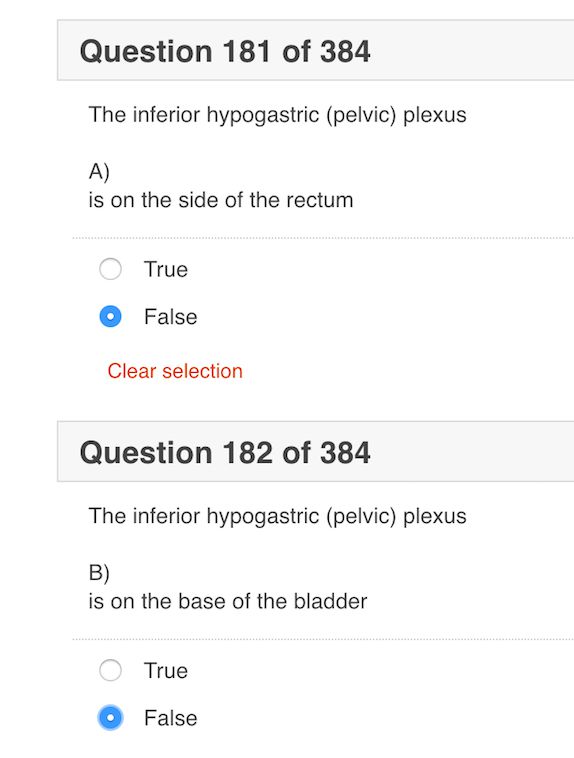 Question 181 of 384
The inferior hypogastric (pelvic) plexus
A)
is on the side of the rectum
True
False
Clear selection
Question 182 of 384
The inferior hypogastric (pelvic) plexus
B)
is on the base of the bladder
True
False